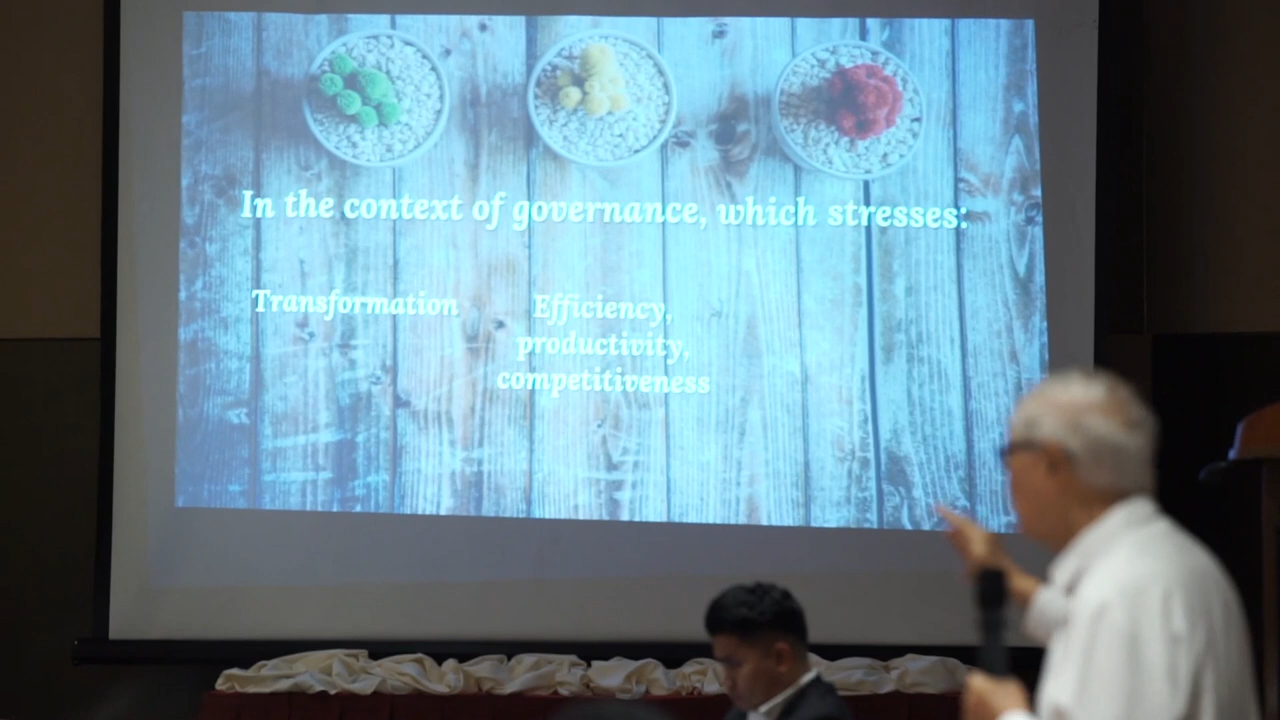 In the context of governance, which stresses:
Transformation
Efficiency,
productivity,
competitiveness